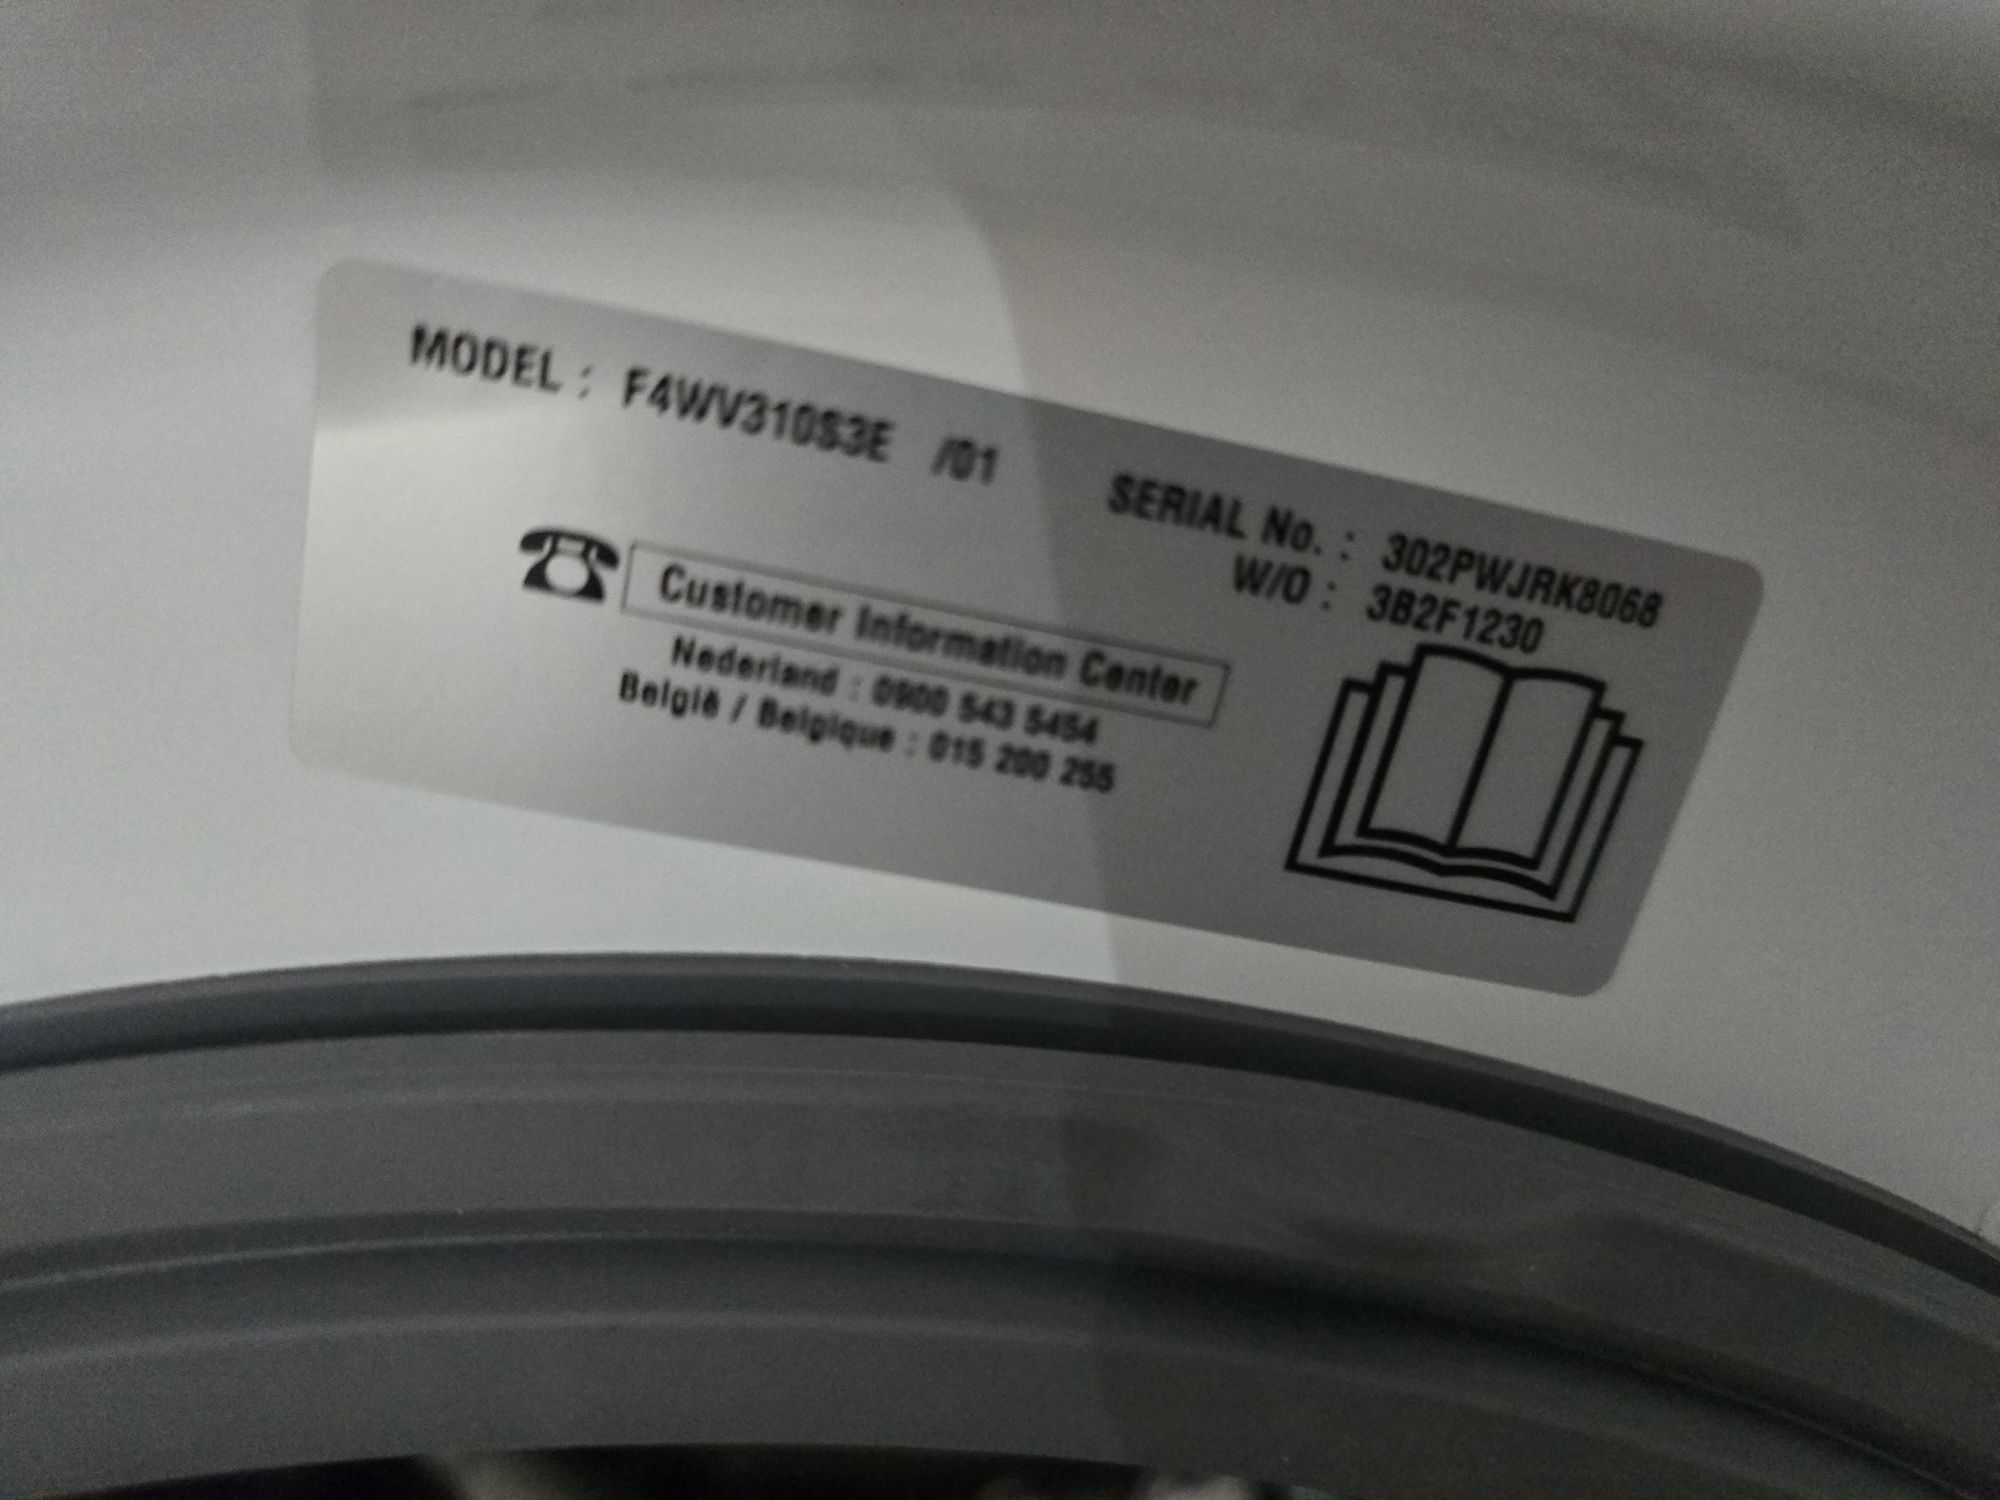 MODEL : F4WV310S3E /01
SERIAL No. : 302PWJRK8068
W/O : 3B2F1230
Customer Information Center
Nederland : 0900 543 5454
België / Belgique : 015 200 255